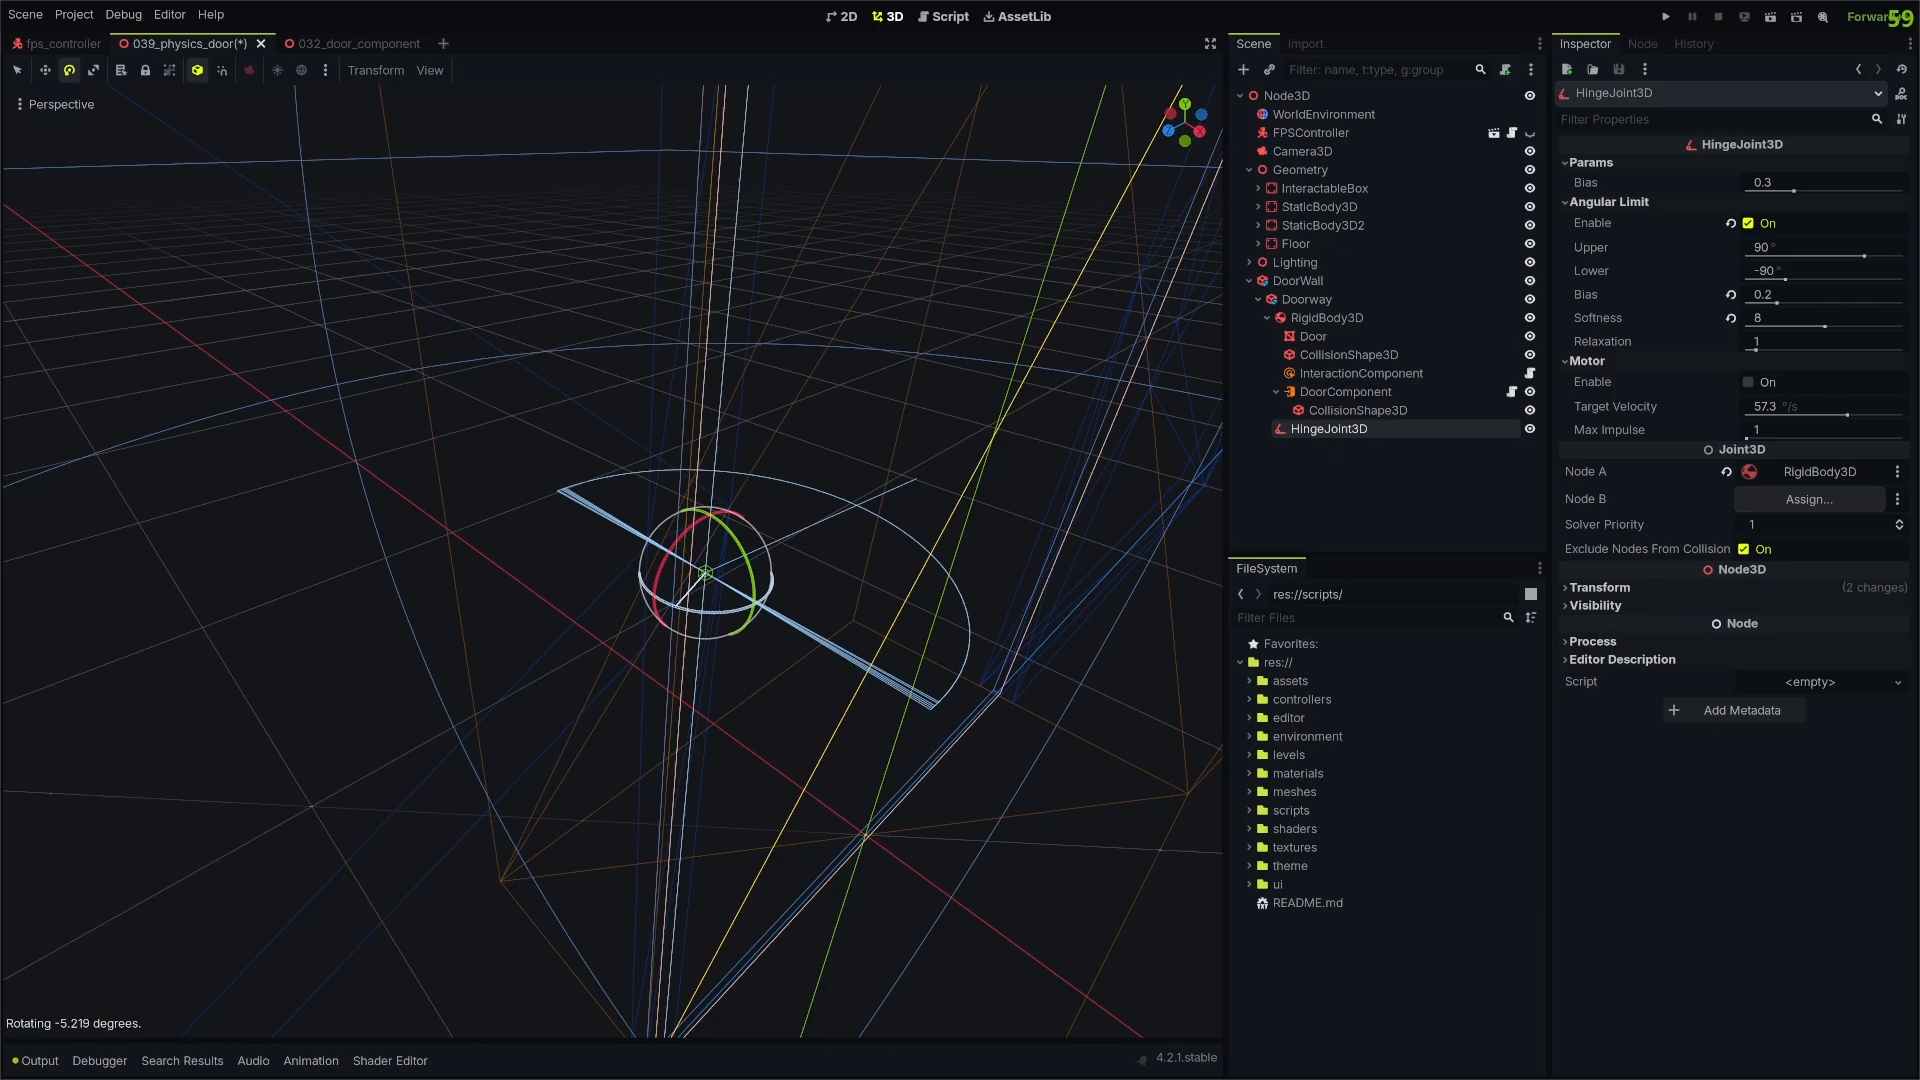 Scene Project Debug Editor Help
2D 3D Script AssetLib
59
fps_controller 039_physics_door(*) 032_door_component
Transform View
Perspective
Y
Z
X
Rotating -5.219 degrees.
Output Debugger Search Results Audio Animation Shader Editor
4.2.1.stable
Scene Import
Filter: name, t:type, g:group
Node3D
WorldEnvironment
FPSController
Camera3D
Geometry
InteractableBox
StaticBody3D
StaticBody3D2
Floor
Lighting
DoorWall
Doorway
RigidBody3D
Door
CollisionShape3D
InteractionComponent
DoorComponent
CollisionShape3D
HingeJoint3D
FileSystem
res://scripts/
Filter Files
Favorites:
res://
assets
controllers
editor
environment
levels
materials
meshes
scripts
shaders
textures
theme
ui
README.md
Inspector Node History
HingeJoint3D
Filter Properties
HingeJoint3D
Params
Bias 0.3
Angular Limit
Enable On
Upper 90 °
Lower -90 °
Bias 0.2
Softness 8
Relaxation 1
Motor
Enable On
Target Velocity 57.3 °/s
Max Impulse 1
Joint3D
Node A RigidBody3D
Node B Assign...
Solver Priority 1
Exclude Nodes From Collision On
Node3D
Transform (2 changes)
Visibility
Node
Process
Editor Description
Script <empty>
Add Metadata